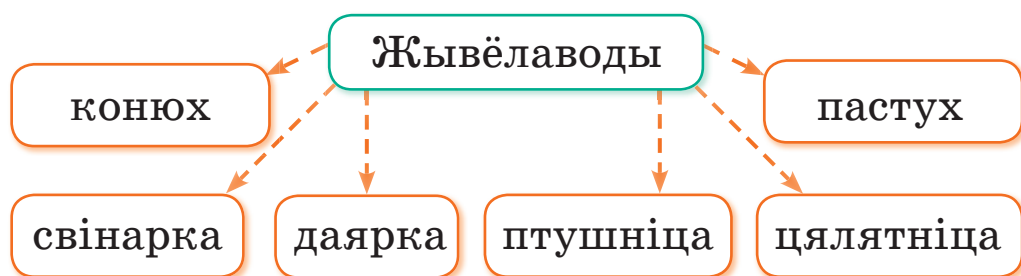 Жывёлаводы
конюх
пастух
свінарка
даярка
птушніца
цялятніца